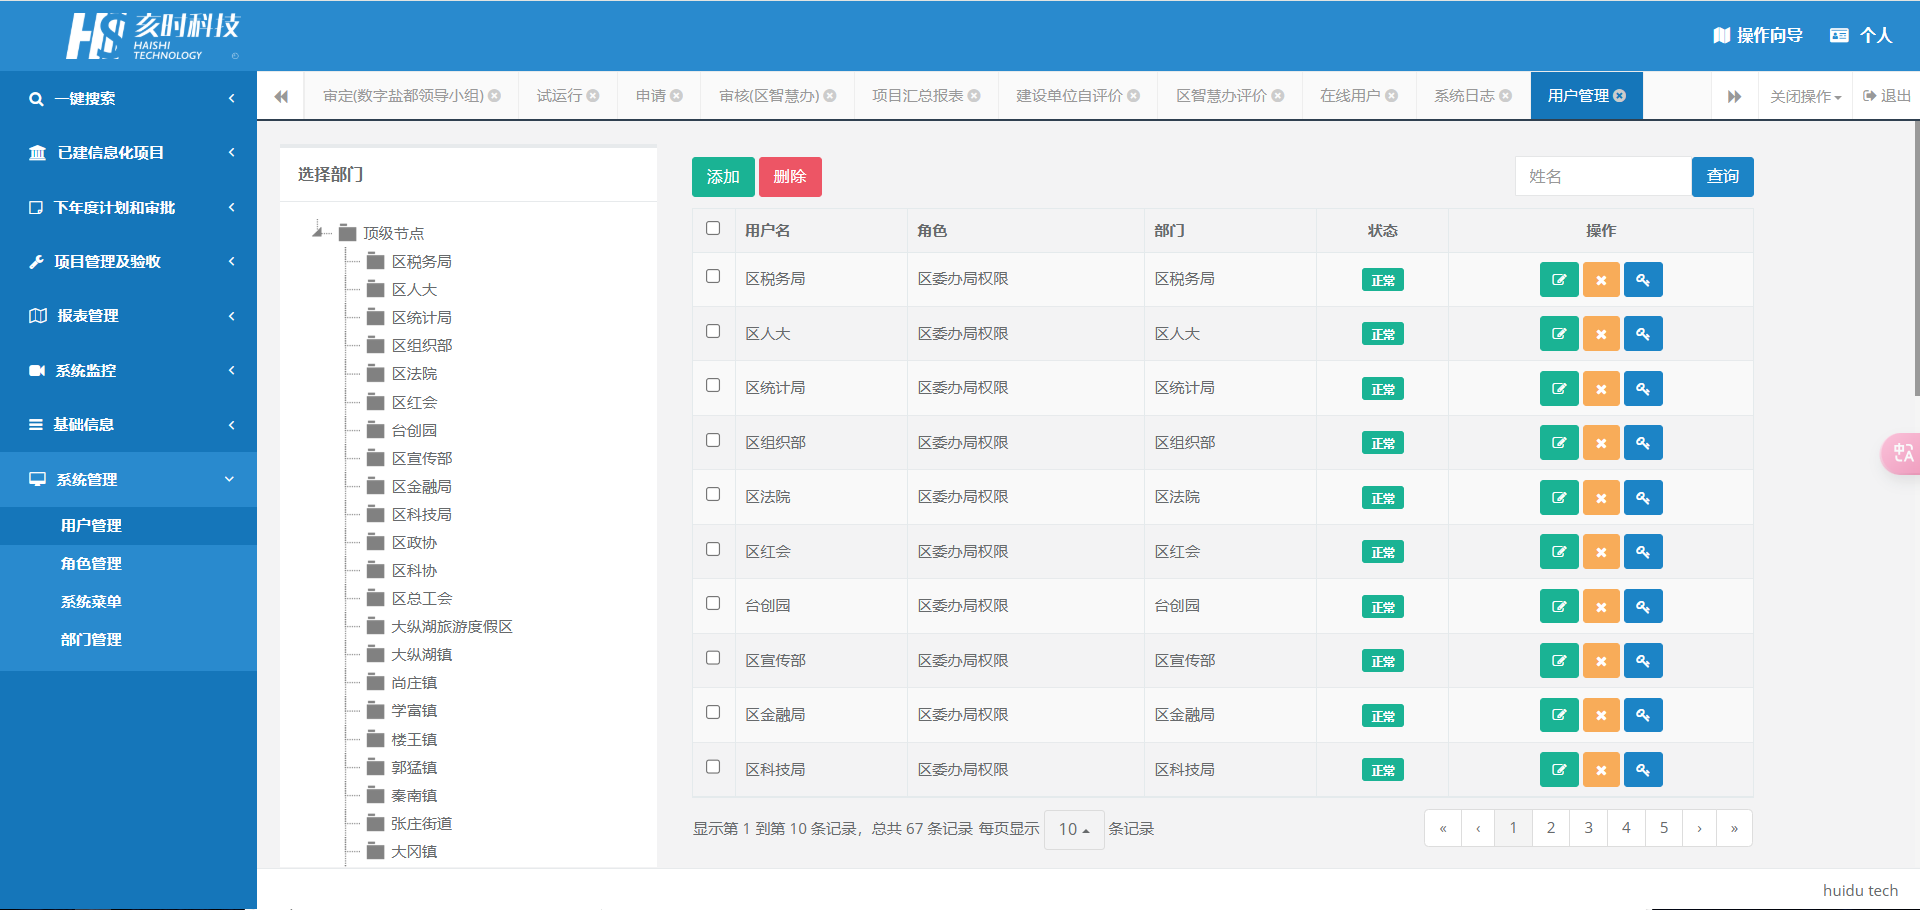 HS 亥时科技
HAISHI
TECHNOLOGY
操作向导 个人
一键搜索
已建信息化项目
下年度计划和审批
项目管理及验收
报表管理
系统监控
基础信息
系统管理
用户管理
角色管理
系统菜单
部门管理
审定(数字盐都领导小组) 试运行 申请 审核(区智慧办) 项目汇总报表 建设单位自评价 区智慧办评价 在线用户 系统日志 用户管理 关闭操作 退出
选择部门
顶级节点
区税务局
区人大
区统计局
区组织部
区法院
区红会
台创园
区宣传部
区金融局
区科技局
区政协
区科协
区总工会
大纵湖旅游度假区
大纵湖镇
尚庄镇
学富镇
楼王镇
郭猛镇
秦南镇
张庄街道
大冈镇
添加 删除 姓名 查询
用户名 角色 部门 状态 操作
区税务局 区委办局权限 区税务局 正常
区人大 区委办局权限 区人大 正常
区统计局 区委办局权限 区统计局 正常
区组织部 区委办局权限 区组织部 正常
区法院 区委办局权限 区法院 正常
区红会 区委办局权限 区红会 正常
台创园 区委办局权限 台创园 正常
区宣传部 区委办局权限 区宣传部 正常
区金融局 区委办局权限 区金融局 正常
区科技局 区委办局权限 区科技局 正常
显示第 1 到第 10 条记录，总共 67 条记录 每页显示 10 条记录
« ‹ 1 2 3 4 5 › »
中A
huidu tech